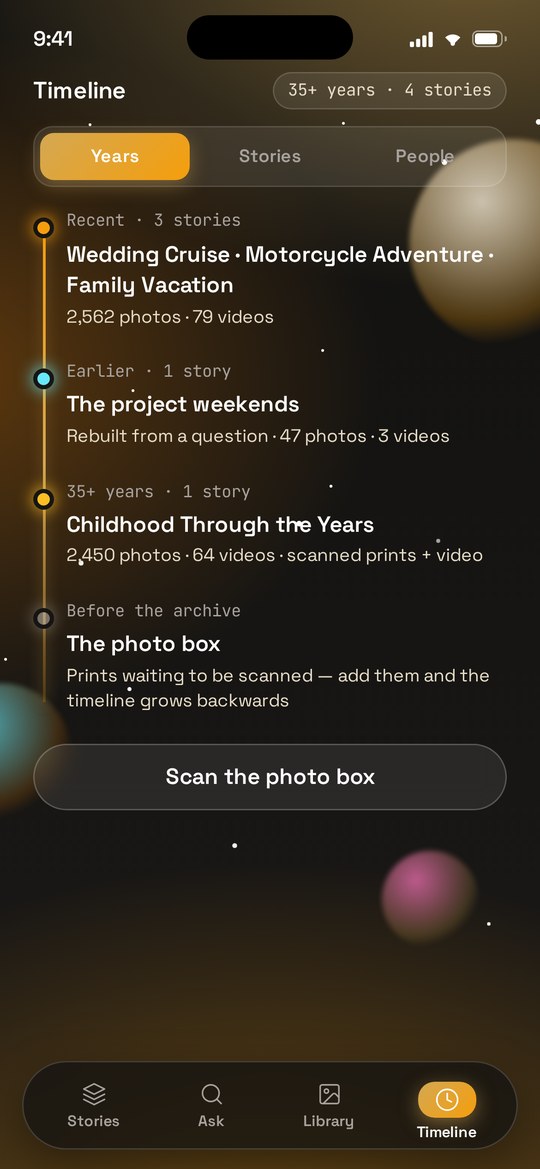 9:41
Timeline
35+ years · 4 stories
Years
Stories
People
Recent · 3 stories
Wedding Cruise · Motorcycle Adventure ·
Family Vacation
2,562 photos · 79 videos
Earlier · 1 story
The project weekends
Rebuilt from a question · 47 photos · 3 videos
35+ years · 1 story
Childhood Through the Years
2,450 photos · 64 videos · scanned prints + video
Before the archive
The photo box
Prints waiting to be scanned — add them and the
timeline grows backwards
Scan the photo box
Stories
Ask
Library
Timeline